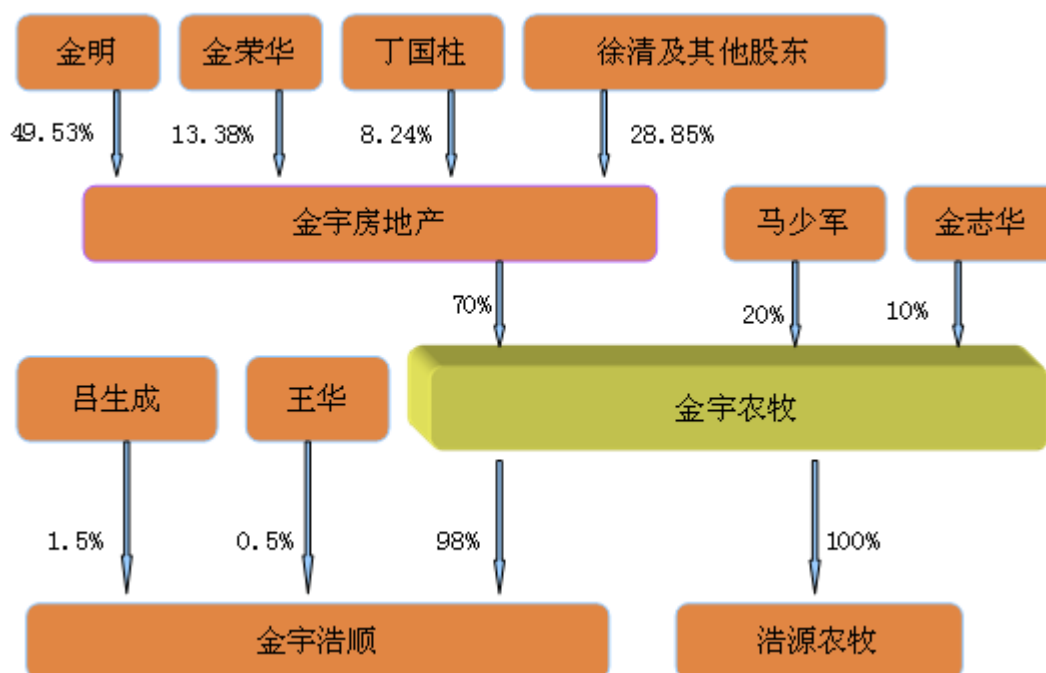 金明
金荣华
丁国柱
徐清及其他股东
49.53%
13.38%
8.24%
28.85%
金宇房地产
马少军
金志华
70%
20%
10%
吕生成
王华
金宇农牧
1.5%
0.5%
98%
100%
金宇浩顺
浩源农牧